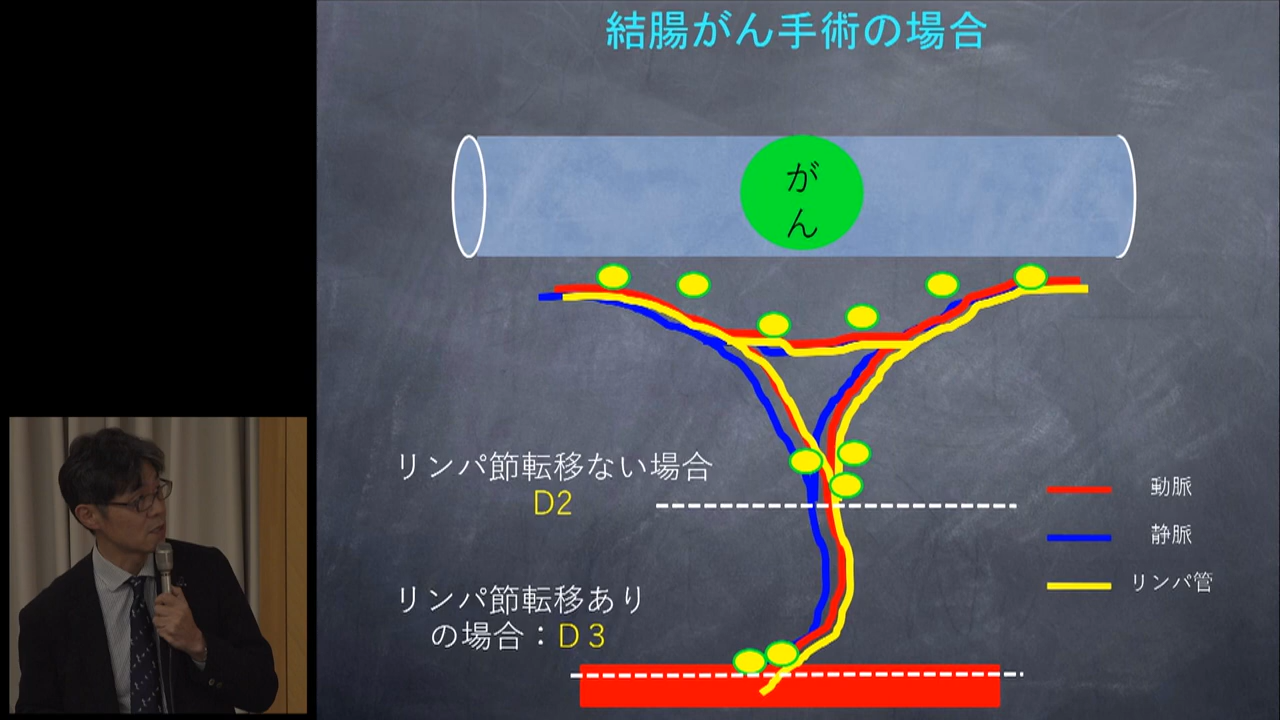 結腸がん手術の場合
が
ん
リンパ節転移ない場合
D2
リンパ節転移あり
の場合：D3
動脈
静脈
リンパ管